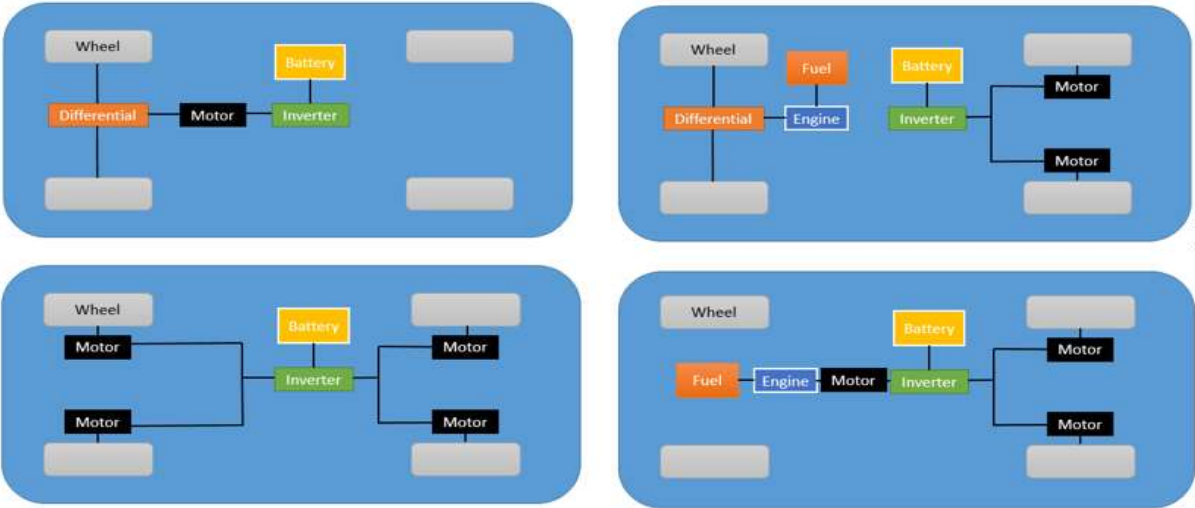 Wheel
Battery
Differential Motor Inverter
Wheel
Fuel Battery
Motor
Differential Engine Inverter
Motor
Wheel
Battery
Motor Motor
Inverter
Motor Motor
Wheel
Battery
Motor
Fuel Engine Motor Inverter
Motor